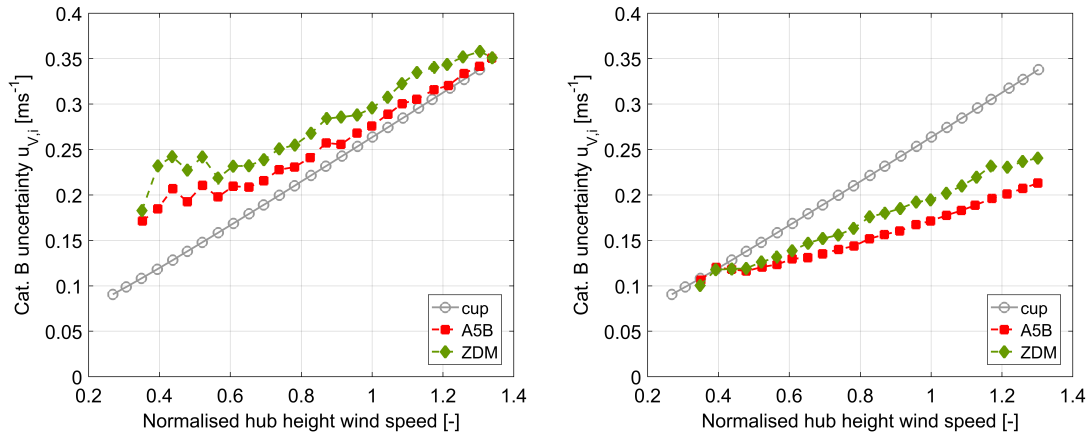 0.4
0.35
0.3
0.25
0.2
0.15
0.1
0.05
0
Cat. B uncertainty u_V,i [ms^-1]
0.2 0.4 0.6 0.8 1 1.2 1.4
Normalised hub height wind speed [-]
cup
A5B
ZDM
0.4
0.35
0.3
0.25
0.2
0.15
0.1
0.05
0
Cat. B uncertainty u_V,i [ms^-1]
0.2 0.4 0.6 0.8 1 1.2 1.4
Normalised hub height wind speed [-]
cup
A5B
ZDM